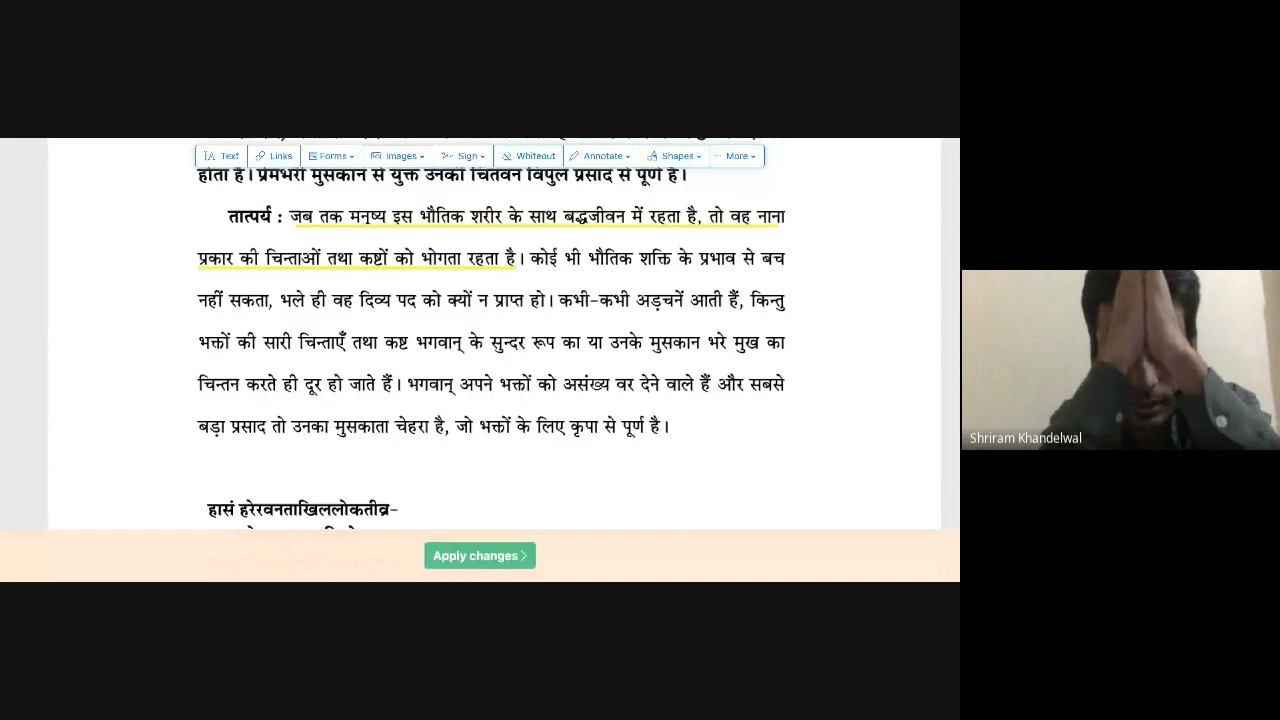 Text Links Forms Images Sign Whiteout Annotate Shapes More
होता है। प्रेमभरी मुसकान से युक्त उनकी चितवन विपुल प्रसाद से पूर्ण है।
तात्पर्य : जब तक मनुष्य इस भौतिक शरीर के साथ बद्धजीवन में रहता है, तो वह नाना
प्रकार की चिन्ताओं तथा कष्टों को भोगता रहता है। कोई भी भौतिक शक्ति के प्रभाव से बच
नहीं सकता, भले ही वह दिव्य पद को क्यों न प्राप्त हो। कभी-कभी अड़चनें आती हैं, किन्तु
भक्तों की सारी चिन्ताएँ तथा कष्ट भगवान् के सुन्दर रूप का या उनके मुसकान भरे मुख का
चिन्तन करते ही दूर हो जाते हैं। भगवान् अपने भक्तों को असंख्य वर देने वाले हैं और सबसे
बड़ा प्रसाद तो उनका मुसकाता चेहरा है, जो भक्तों के लिए कृपा से पूर्ण है।
हासं हरेरवनताखिललोकतीव्र-
Apply changes
Shriram Khandelwal